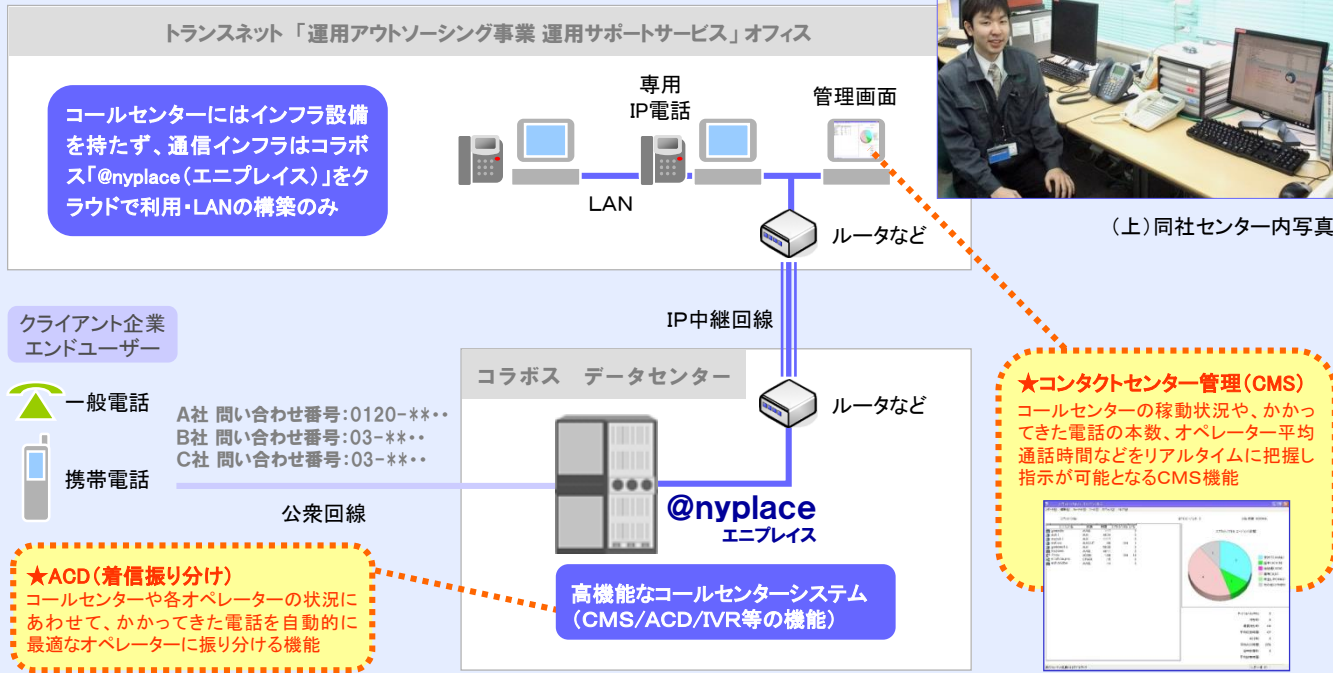 トランスネット 「運用アウトソーシング事業 運用サポートサービス」オフィス
コールセンターにはインフラ設備
を持たず、通信インフラはコラボ
ス「@nyplace(エニプレイス)」をク
ラウドで利用・LANの構築のみ
専用
IP電話
管理画面
LAN
ルータなど
(上)同社センター内写真
IP中継回線
クライアント企業
エンドユーザー
一般電話
携帯電話
A社 問い合わせ番号:0120-**・・
B社 問い合わせ番号:03-**・・
C社 問い合わせ番号:03-**・・
公衆回線
コラボス データセンター
ルータなど
@nyplace
エニプレイス
高機能なコールセンターシステム
(CMS/ACD/IVR等の機能)
★ACD(着信振り分け)
コールセンターや各オペレーターの状況に
あわせて、かかってきた電話を自動的に
最適なオペレーターに振り分ける機能
★コンタクトセンター管理(CMS)
コールセンターの稼動状況や、かかっ
てきた電話の本数、オペレーター平均
通話時間などをリアルタイムに把握し
指示が可能となるCMS機能